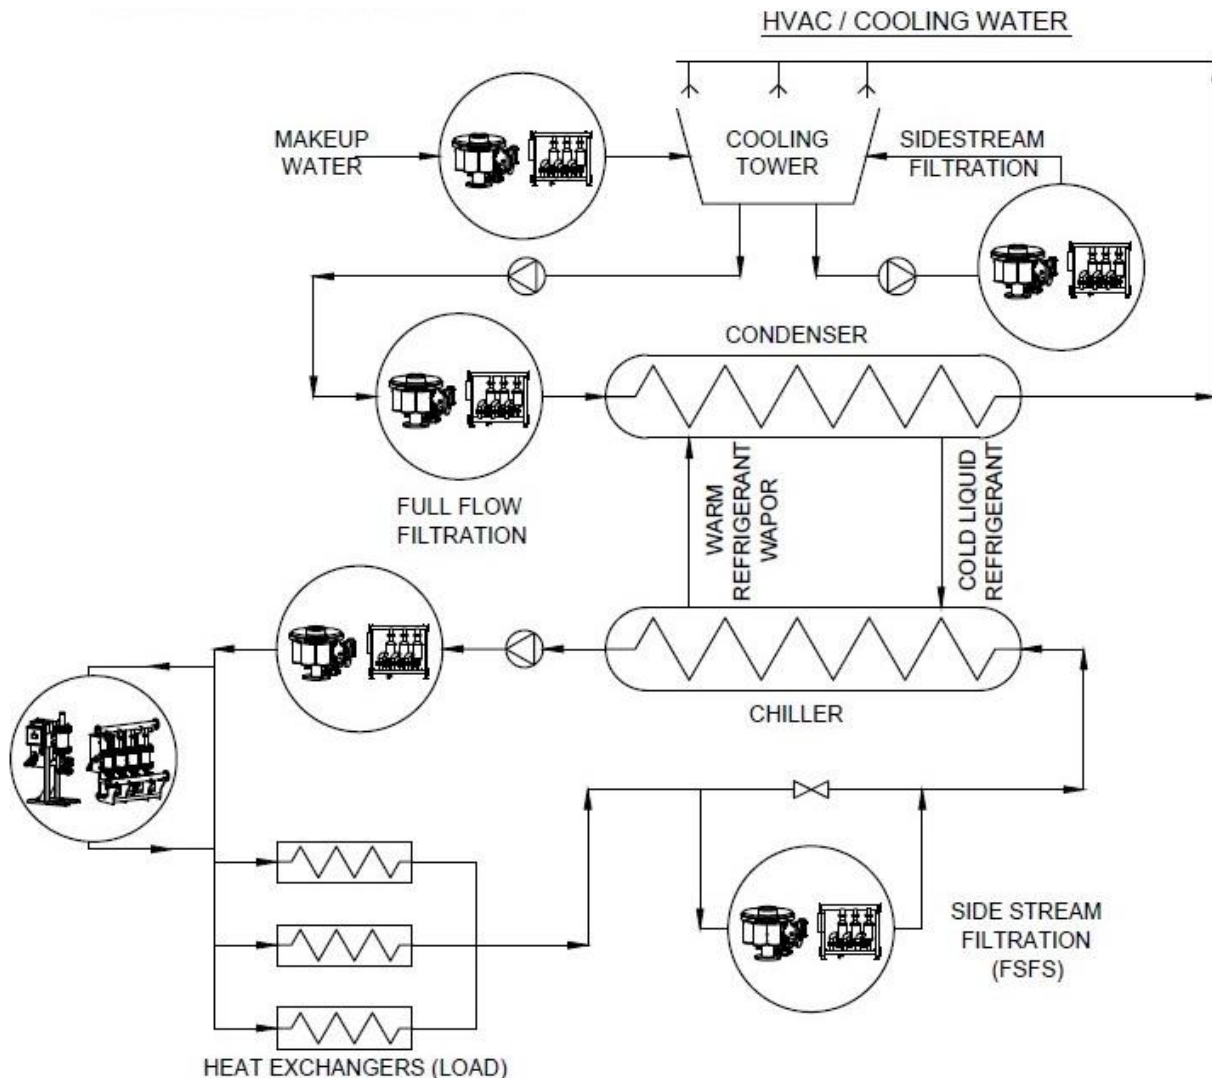 HVAC / COOLING WATER
MAKEUP
WATER
COOLING
TOWER
SIDESTREAM
FILTRATION
CONDENSER
FULL FLOW
FILTRATION
WARM
REFRIGERANT
WAPOR
COLD LIQUID
REFRIGERANT
CHILLER
SIDE STREAM
FILTRATION
(FSFS)
HEAT EXCHANGERS (LOAD)